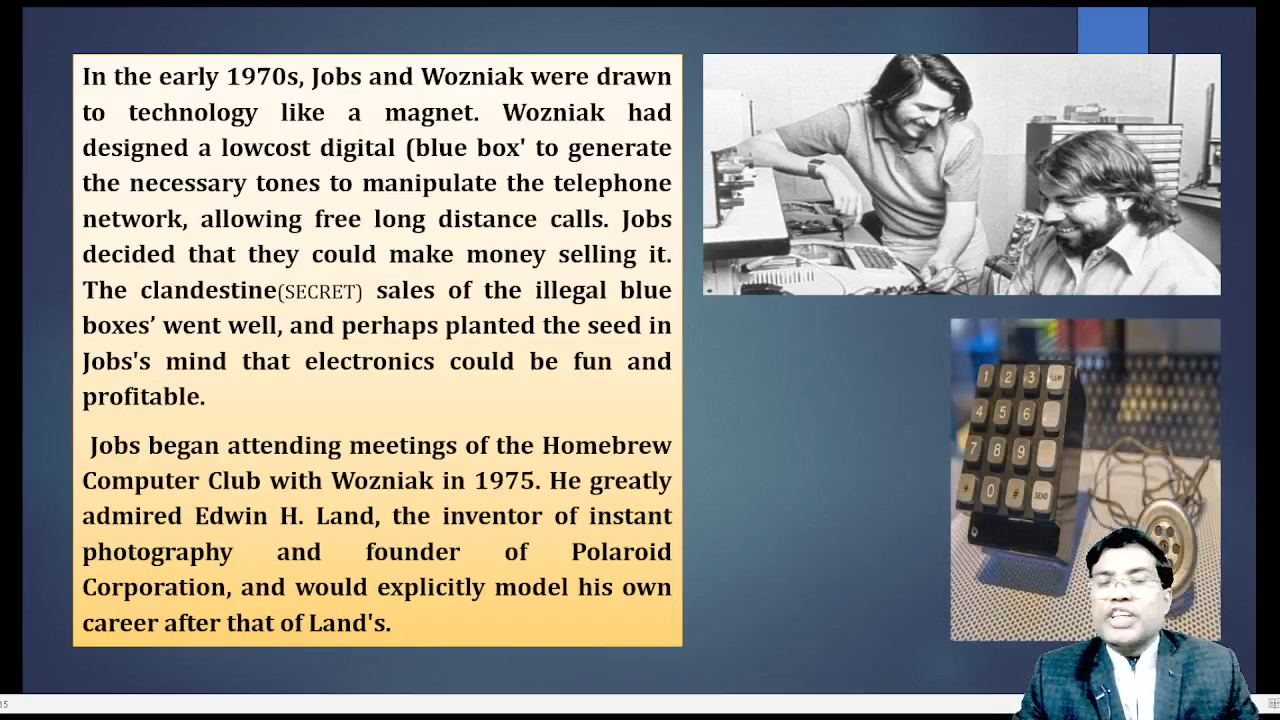 In the early 1970s, Jobs and Wozniak were drawn
to technology like a magnet. Wozniak had
designed a lowcost digital (blue box' to generate
the necessary tones to manipulate the telephone
network, allowing free long distance calls. Jobs
decided that they could make money selling it.
The clandestine(SECRET) sales of the illegal blue
boxes’ went well, and perhaps planted the seed in
Jobs's mind that electronics could be fun and
profitable.
Jobs began attending meetings of the Homebrew
Computer Club with Wozniak in 1975. He greatly
admired Edwin H. Land, the inventor of instant
photography and founder of Polaroid
Corporation, and would explicitly model his own
career after that of Land's.
1 2 3
4 5 6
7 8 9
* 0 # SEND
15